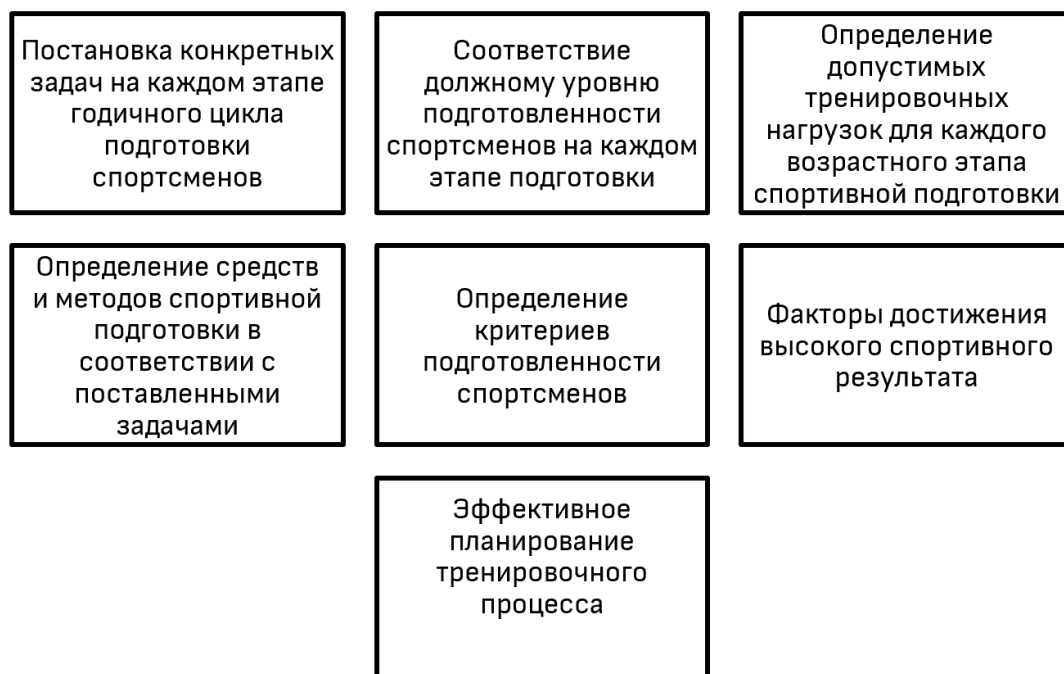 Постановка конкретных
задач на каждом этапе
годичного цикла
подготовки
спортсменов
Соответствие
должному уровню
подготовленности
спортсменов на каждом
этапе подготовки
Определение
допустимых
тренировочных
нагрузок для каждого
возрастного этапа
спортивной подготовки
Определение средств
и методов спортивной
подготовки в
соответствии с
поставленными
задачами
Определение
критериев
подготовленности
спортсменов
Факторы достижения
высокого спортивного
результата
Эффективное
планирование
тренировочного
процесса